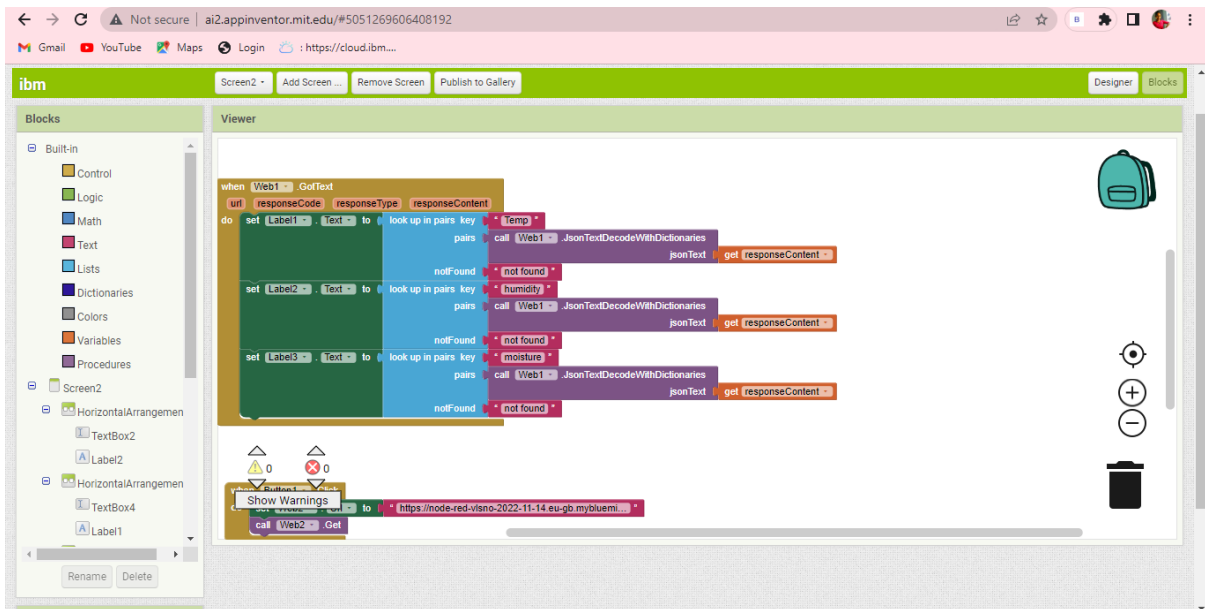 Not secure | ai2.appinventor.mit.edu/#5051269606408192
Gmail YouTube Maps Login : https://cloud.ibm....
ibm Screen2 Add Screen ... Remove Screen Publish to Gallery Designer Blocks
Blocks Viewer
Built-in
Control
Logic
Math
Text
Lists
Dictionaries
Colors
Variables
Procedures
Screen2
HorizontalArrangemen
TextBox2
Label2
HorizontalArrangemen
TextBox4
Label1
Rename Delete
when Web1 .GotText
url responseCode responseType responseContent
do set Label1 . Text to look up in pairs key " Temp "
pairs call Web1 .JsonTextDecodeWithDictionaries
jsonText get responseContent
notFound " not found "
set Label2 . Text to look up in pairs key " humidity "
pairs call Web1 .JsonTextDecodeWithDictionaries
jsonText get responseContent
notFound " not found "
set Label3 . Text to look up in pairs key " moisture "
pairs call Web1 .JsonTextDecodeWithDictionaries
jsonText get responseContent
notFound " not found "
0 0
Show Warnings
to " https://node-red-vlsno-2022-11-14.eu-gb.mybluemi... "
call Web2 .Get